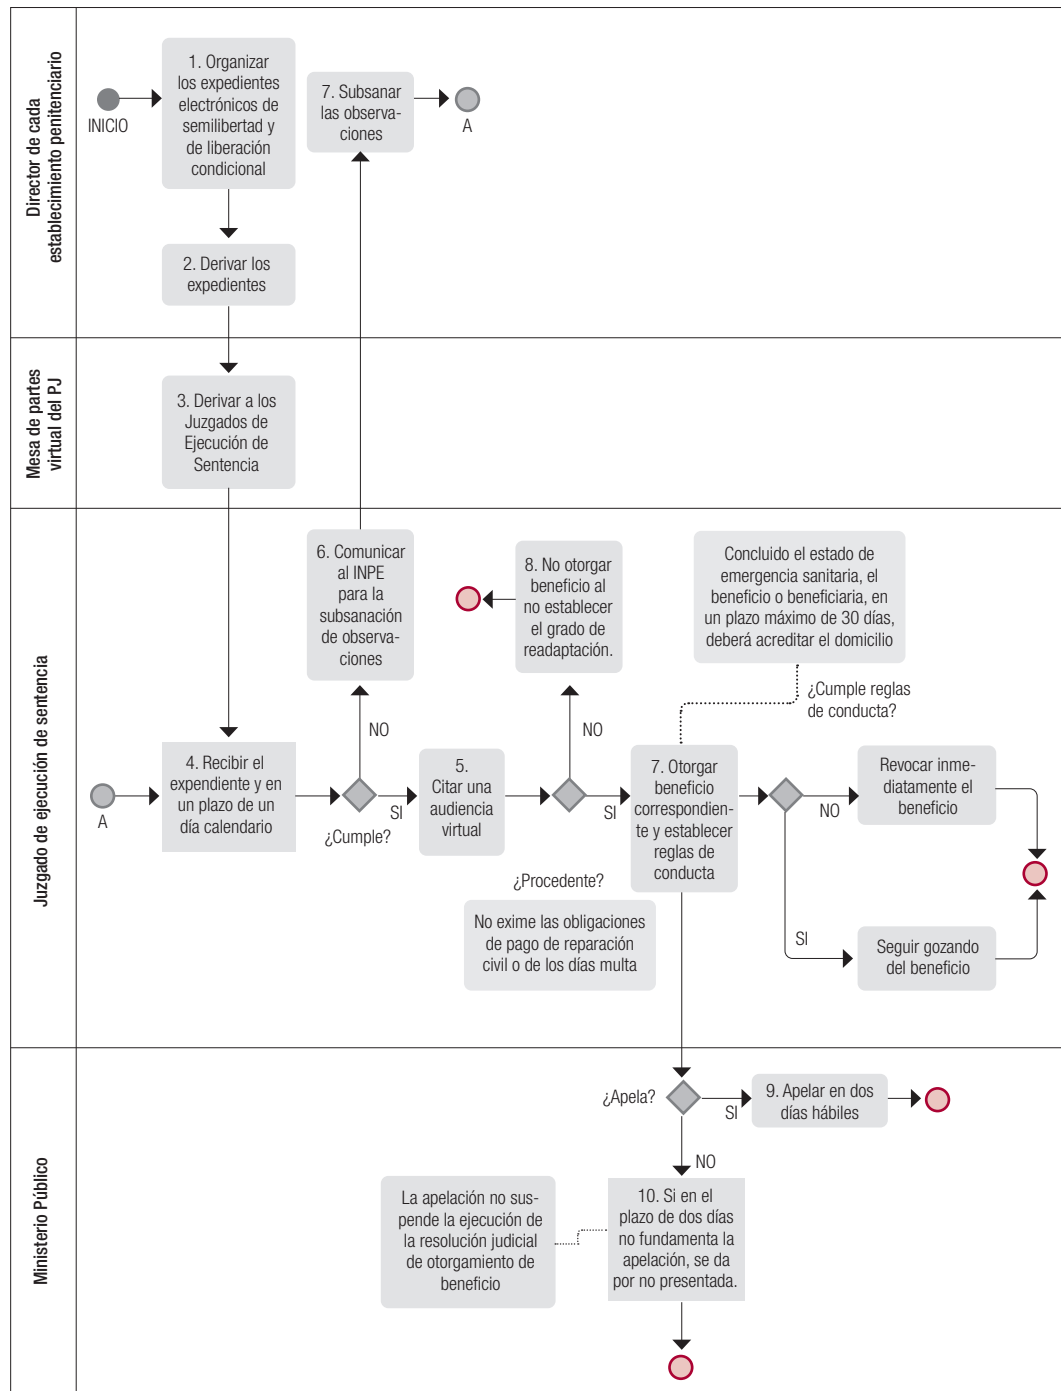 Director de cada
establecimiento penitenciario
INICIO
1. Organizar
los expedientes
electrónicos de
semilibertad y
de liberación
condicional
7. Subsanar
las observa-
ciones
A
2. Derivar los
expedientes
Mesa de partes
virtual del PJ
3. Derivar a los
Juzgados de
Ejecución de
Sentencia
Juzgado de ejecución de sentencia
6. Comunicar
al INPE
para la
subsanación
de observa-
ciones
8. No otorgar
beneficio al
no establecer
el grado de
readaptación.
Concluido el estado de
emergencia sanitaria, el
beneficio o beneficiaria, en
un plazo máximo de 30 días,
deberá acreditar el domicilio
¿Cumple reglas
de conducta?
NO
NO
A
4. Recibir el
expendiente y en
un plazo de un
día calendario
¿Cumple?
SI
5.
Citar una
audiencia
virtual
¿Procedente?
SI
7. Otorgar
beneficio
correspondien-
te y establecer
reglas de
conducta
NO
Revocar inme-
diatamente el
beneficio
No exime las obligaciones
de pago de reparación
civil o de los días multa
SI
Seguir gozando
del beneficio
Ministerio Público
¿Apela?
SI
9. Apelar en dos
días hábiles
NO
La apelación no sus-
pende la ejecución de
la resolución judicial
de otorgamiento de
beneficio
10. Si en el
plazo de dos días
no fundamenta la
apelación, se da
por no presentada.